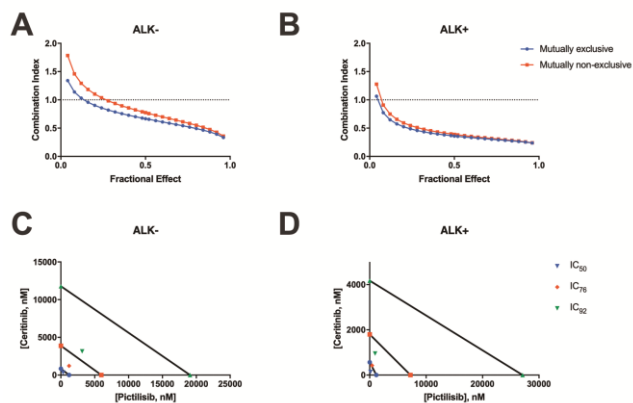 A
ALK-
Combination Index
2.0
1.5
1.0
0.5
0.0
0.0
0.5
1.0
Fractional Effect
B
ALK+
Combination Index
2.0
1.5
1.0
0.5
0.0
0.0
0.5
1.0
Fractional Effect
Mutually exclusive
Mutually non-exclusive
C
ALK-
[Ceritinib, nM]
15000
10000
5000
0
0
5000
10000
15000
20000
25000
[Pictilisib, nM]
D
ALK+
[Ceritinib, nM]
4000
2000
0
0
10000
20000
30000
[Pictilisib], nM]
IC50
IC76
IC92